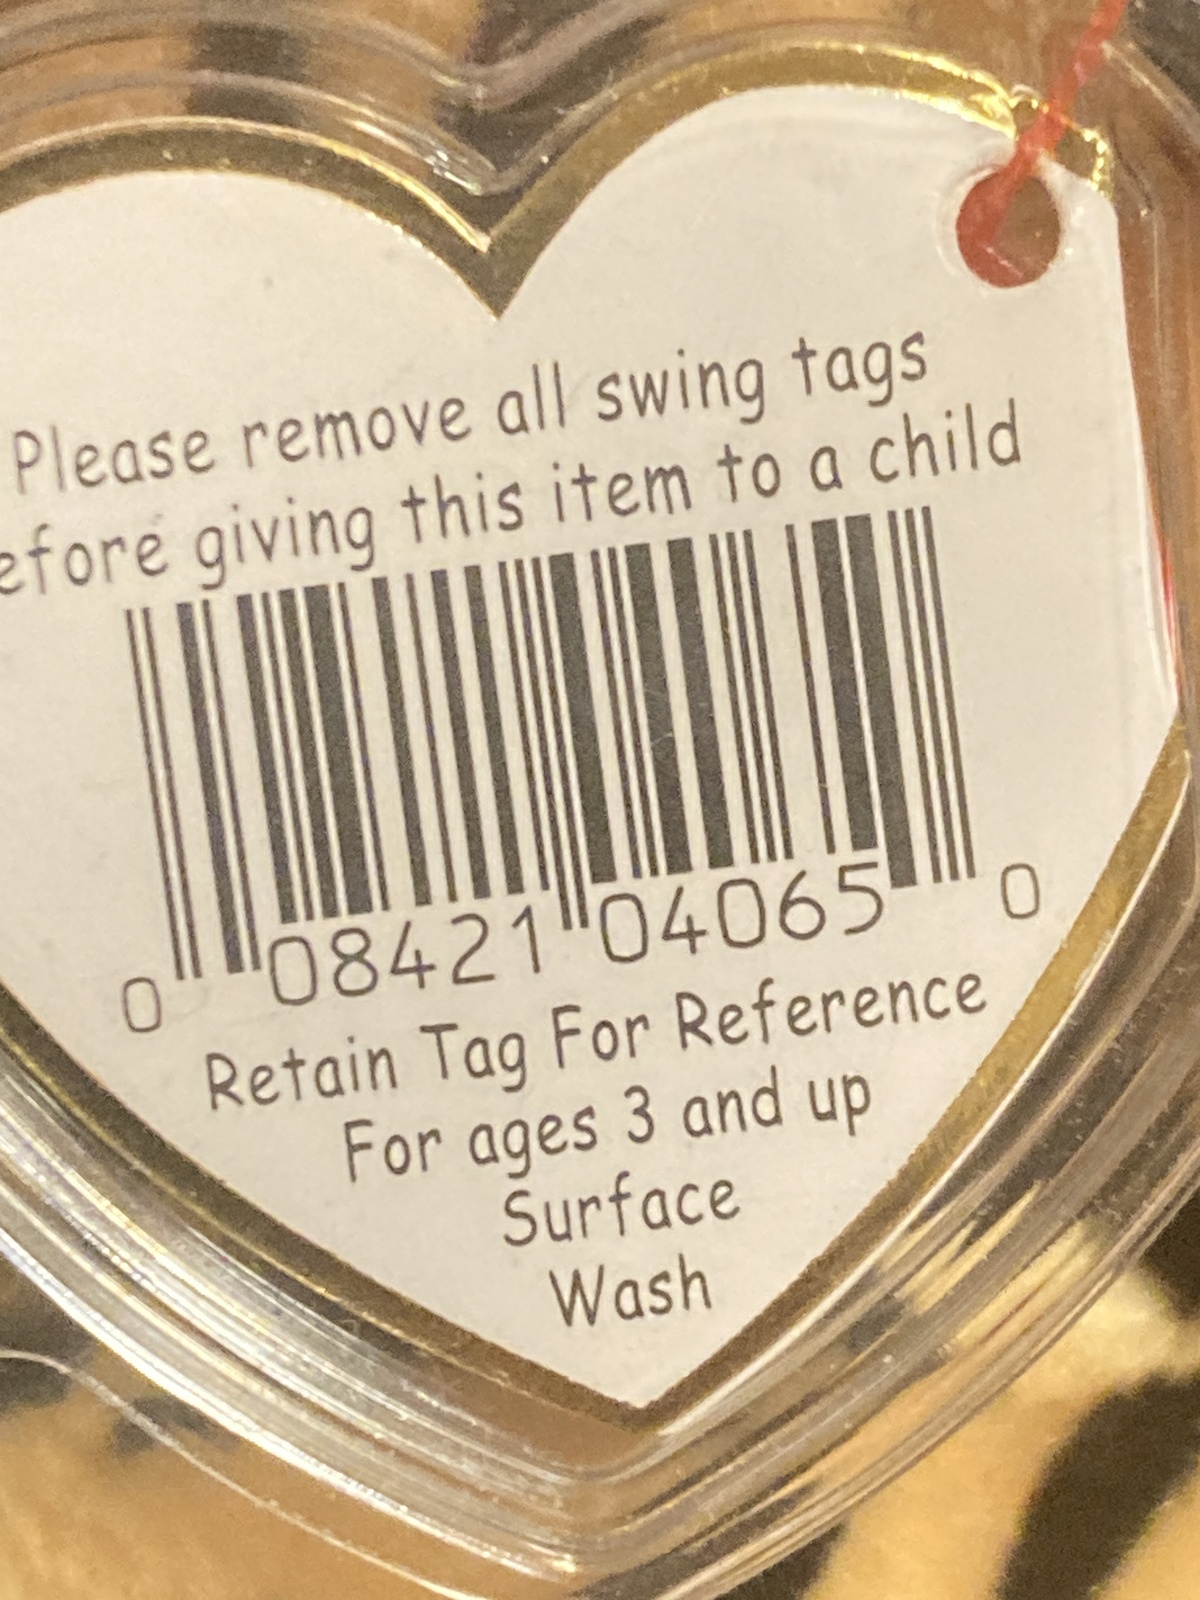 Please remove all swing tags
efore giving this item to a child
0 08421 04065 0
Retain Tag For Reference
For ages 3 and up
Surface
Wash